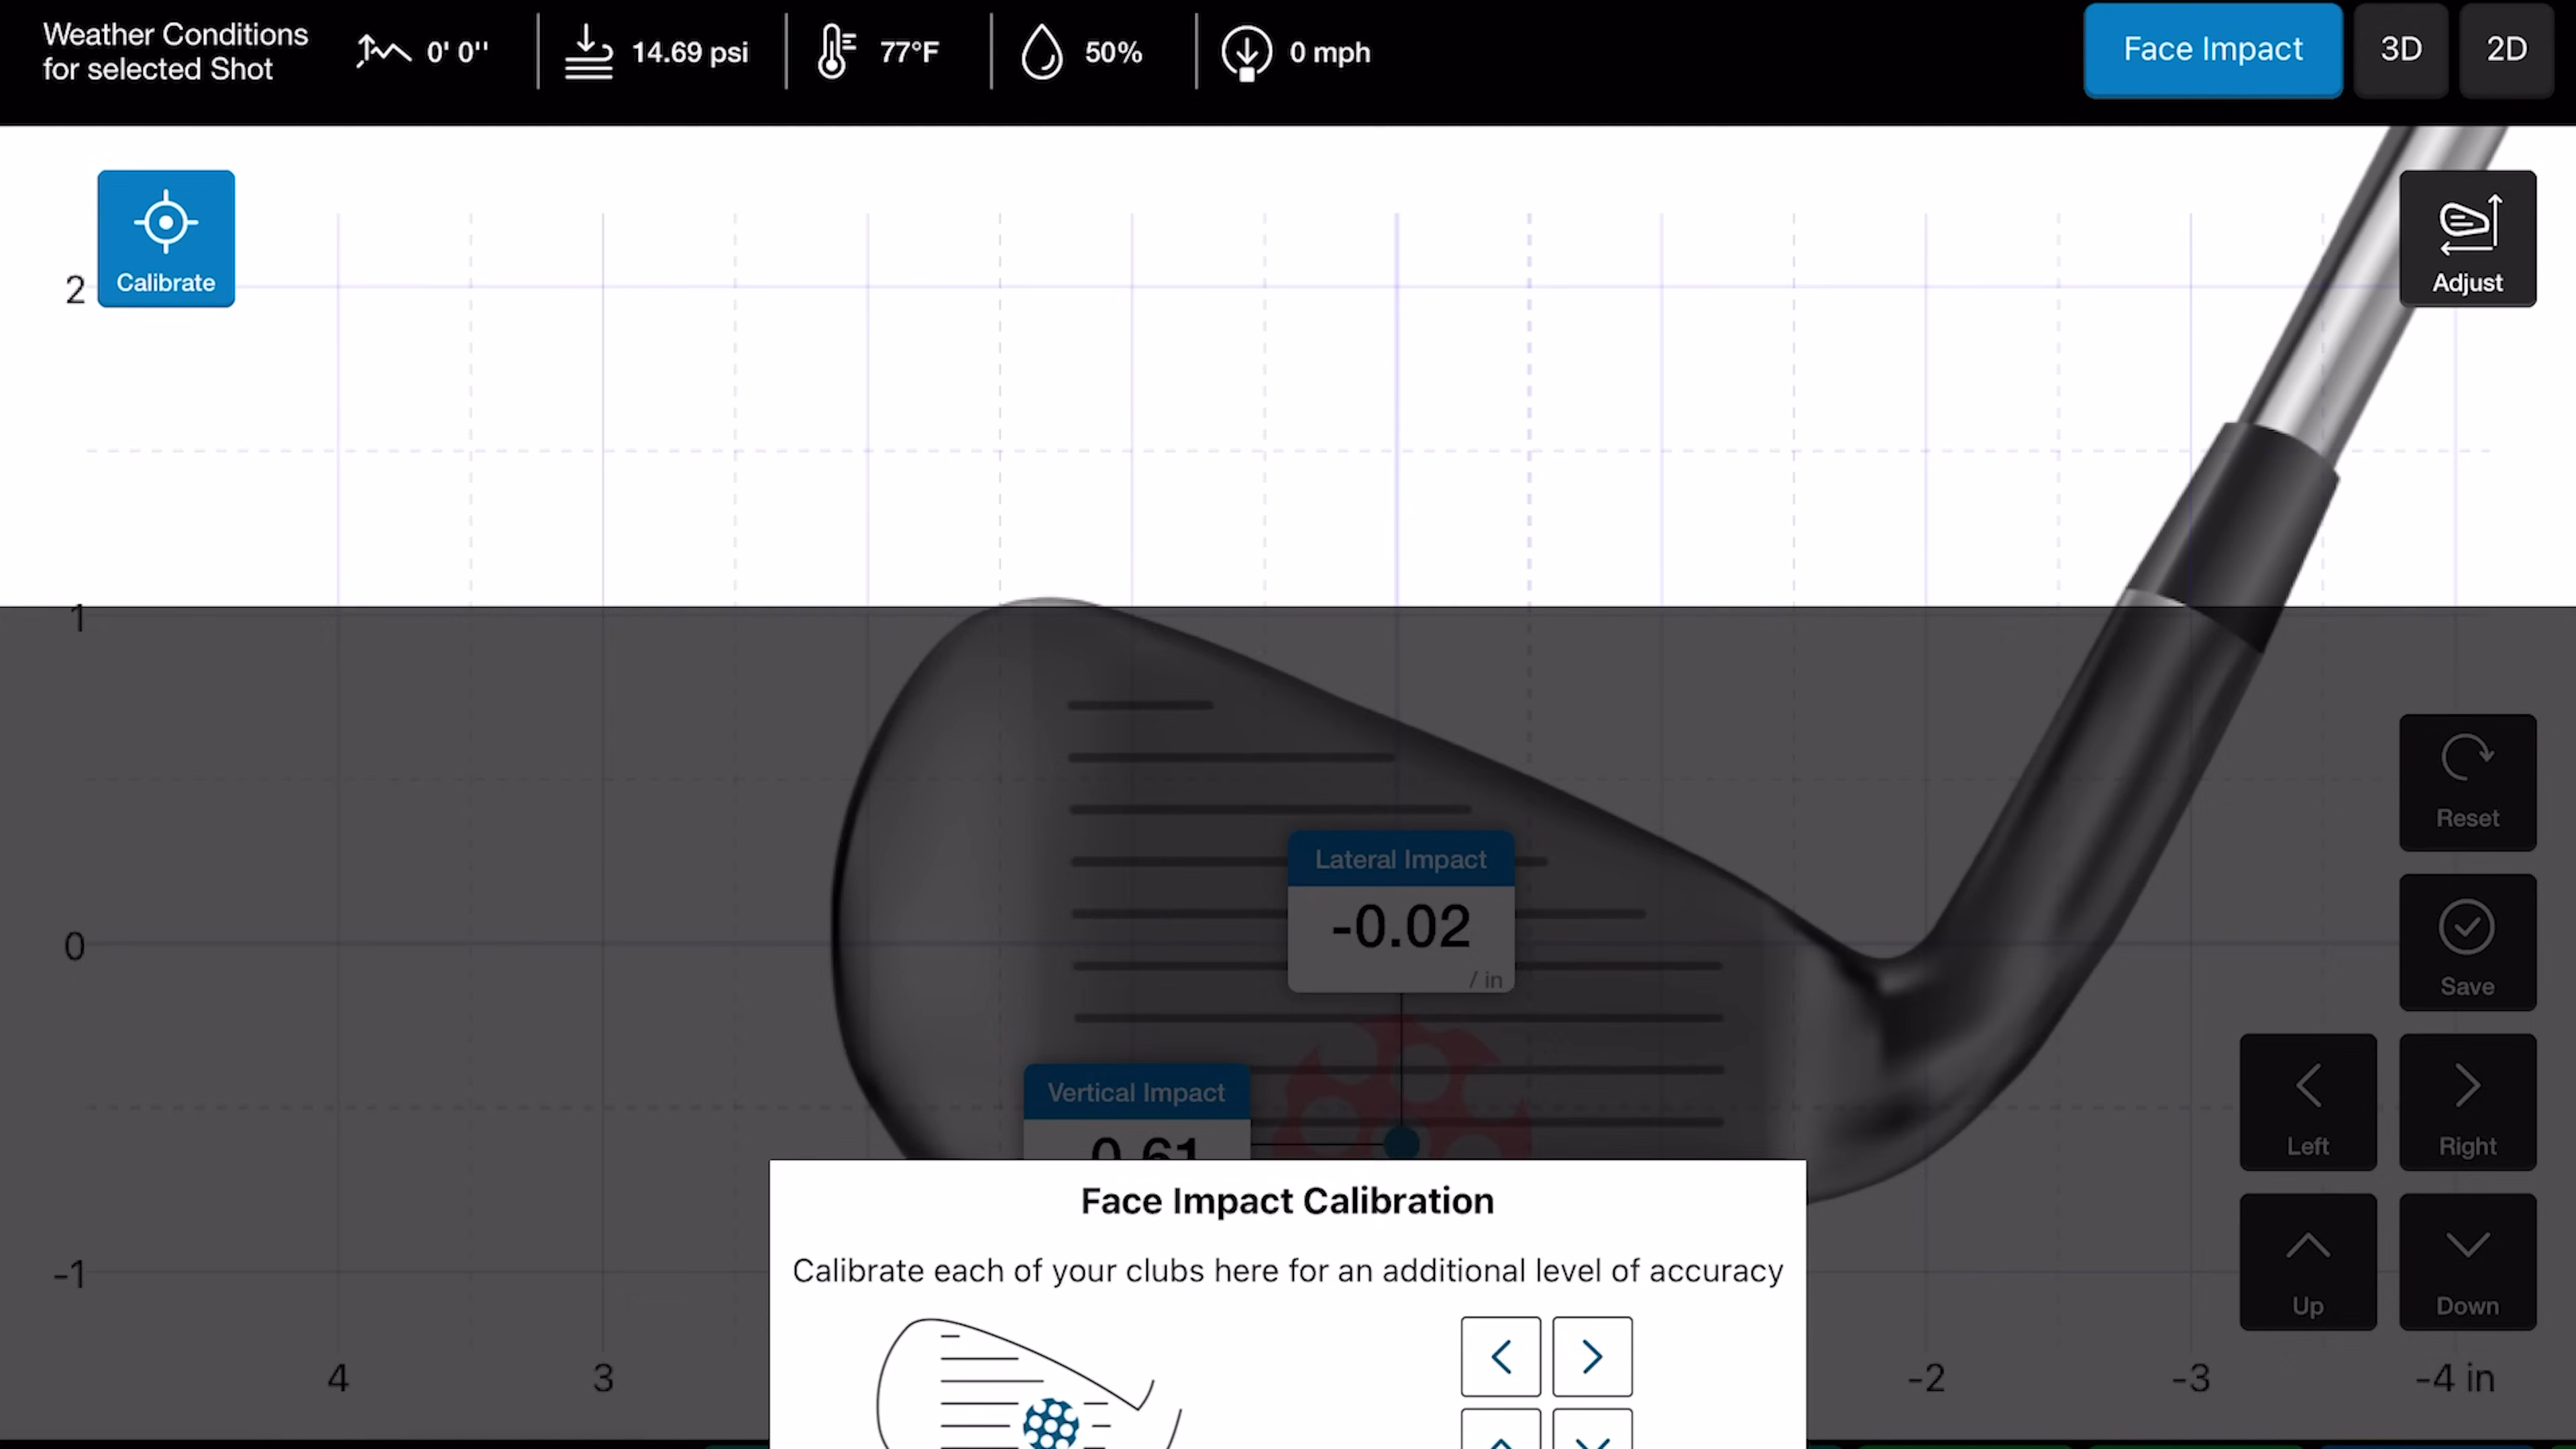 Weather Conditions
for selected Shot
0' 0''
14.69 psi
77°F
50%
0 mph
Face Impact
3D
2D
Calibrate
Adjust
2
1
0
-1
Lateral Impact
-0.02
/ in
Vertical Impact
Reset
Save
Left
Right
Up
Down
Face Impact Calibration
Calibrate each of your clubs here for an additional level of accuracy
4
3
-2
-3
-4 in